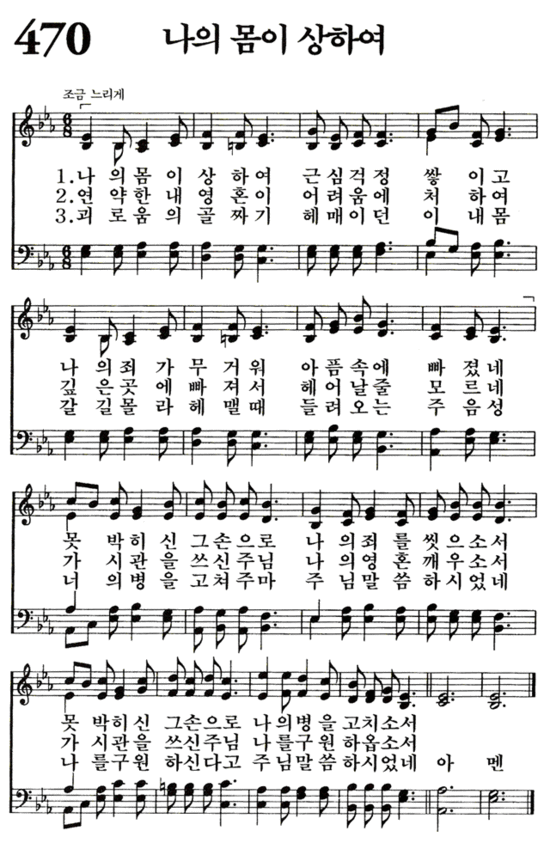 470 나의 몸이 상하여
조금 느리게
1.나 의 몸 이 상 하 여 근 심 걱 정 쌓 이 고
2.연 약 한 내 영 혼 이 어 려 움 에 처 하 여
3.괴 로 움 의 골 짜 기 헤 매 이 던 이 내 몸
나 의 죄 가 무 거 워 아 픔 속 에 빠 졌 네
깊 은 곳 에 빠 져 서 헤 어 날 줄 모 르 네
갈 길 몰 라 헤 맬 때 들 려 오 는 주 음 성
못 박 히 신 그 손 으 로 나 의 죄 를 씻 으 소 서
가 시 관 을 쓰 신 주 님 나 의 영 혼 깨 우 소 서
너 의 병 을 고 쳐 주 마 주 님 말 씀 하 시 었 네
못 박 히 신 그 손 으 로 나 의 병 을 고 치 소 서
가 시 관 을 쓰 신 주 님 나 를 구 원 하 옵 소 서
나 를 구 원 하 신 다 고 주 님 말 씀 하 시 었 네 아 멘